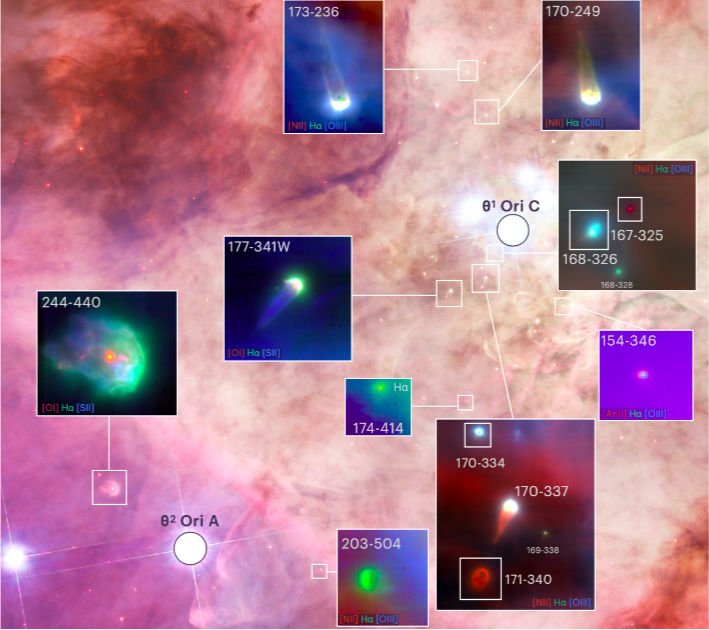 173-236
[NII] Hα [OIII]
170-249
[NII] Hα [OIII]
[NII] Hα [OIII]
167-325
168-326
168-328
θ¹ Ori C
177-341W
[OI] Hα [SII]
244-440
[OI] Hα [SII]
154-346
[ArIII] Hα [OIII]
Hα
174-414
170-334
170-337
169-338
171-340
[NII] Hα [OIII]
θ² Ori A
203-504
[NII] Hα [OIII]